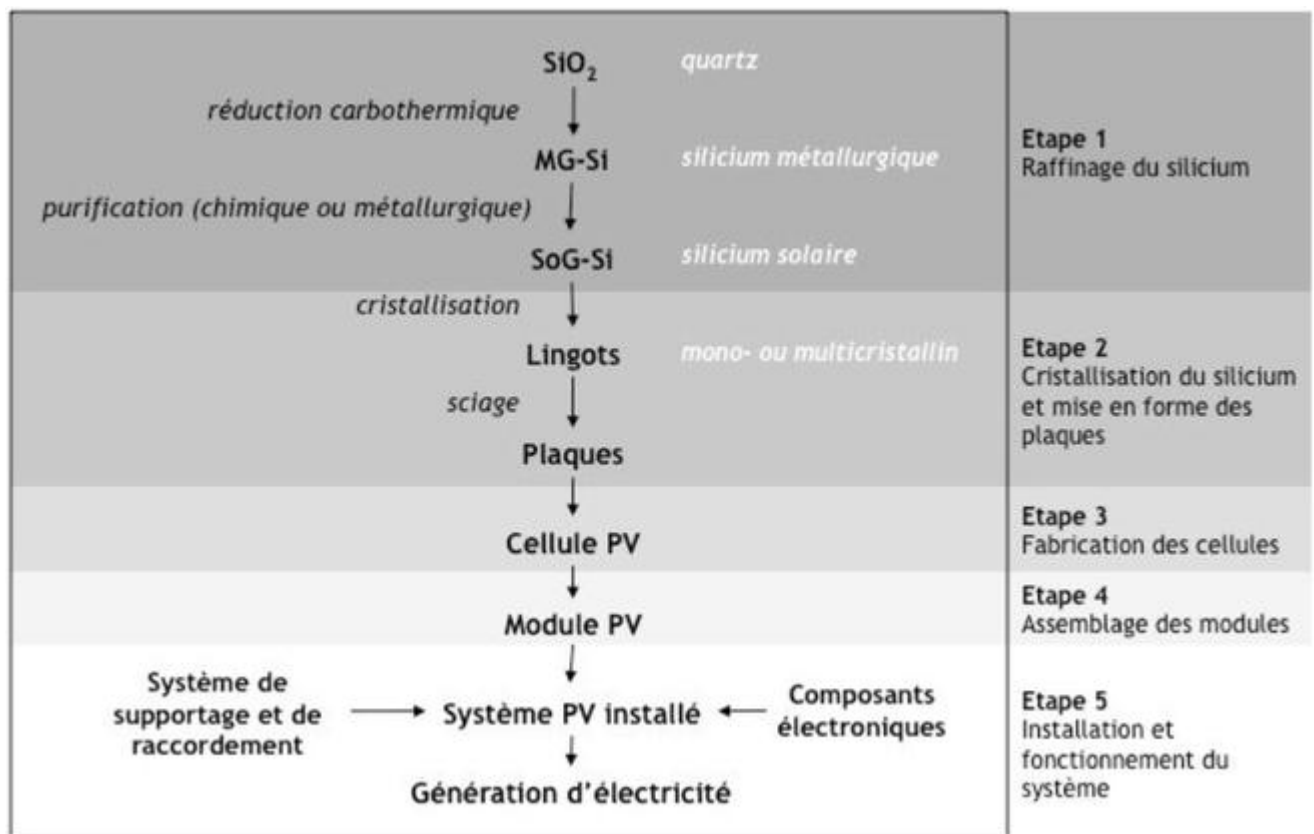 SiO₂ quartz
réduction carbothermique
MG-Si silicium métallurgique
Etape 1
Raffinage du silicium
purification (chimique ou métallurgique)
SoG-Si silicium solaire
cristallisation
Lingots mono- ou multicristallin
sciage
Plaques
Etape 2
Cristallisation du silicium
et mise en forme des
plaques
Cellule PV
Etape 3
Fabrication des cellules
Module PV
Etape 4
Assemblage des modules
Système de
supportage et de
raccordement
Système PV installé
Composants
électroniques
Génération d’électricité
Etape 5
Installation et
fonctionnement du
système